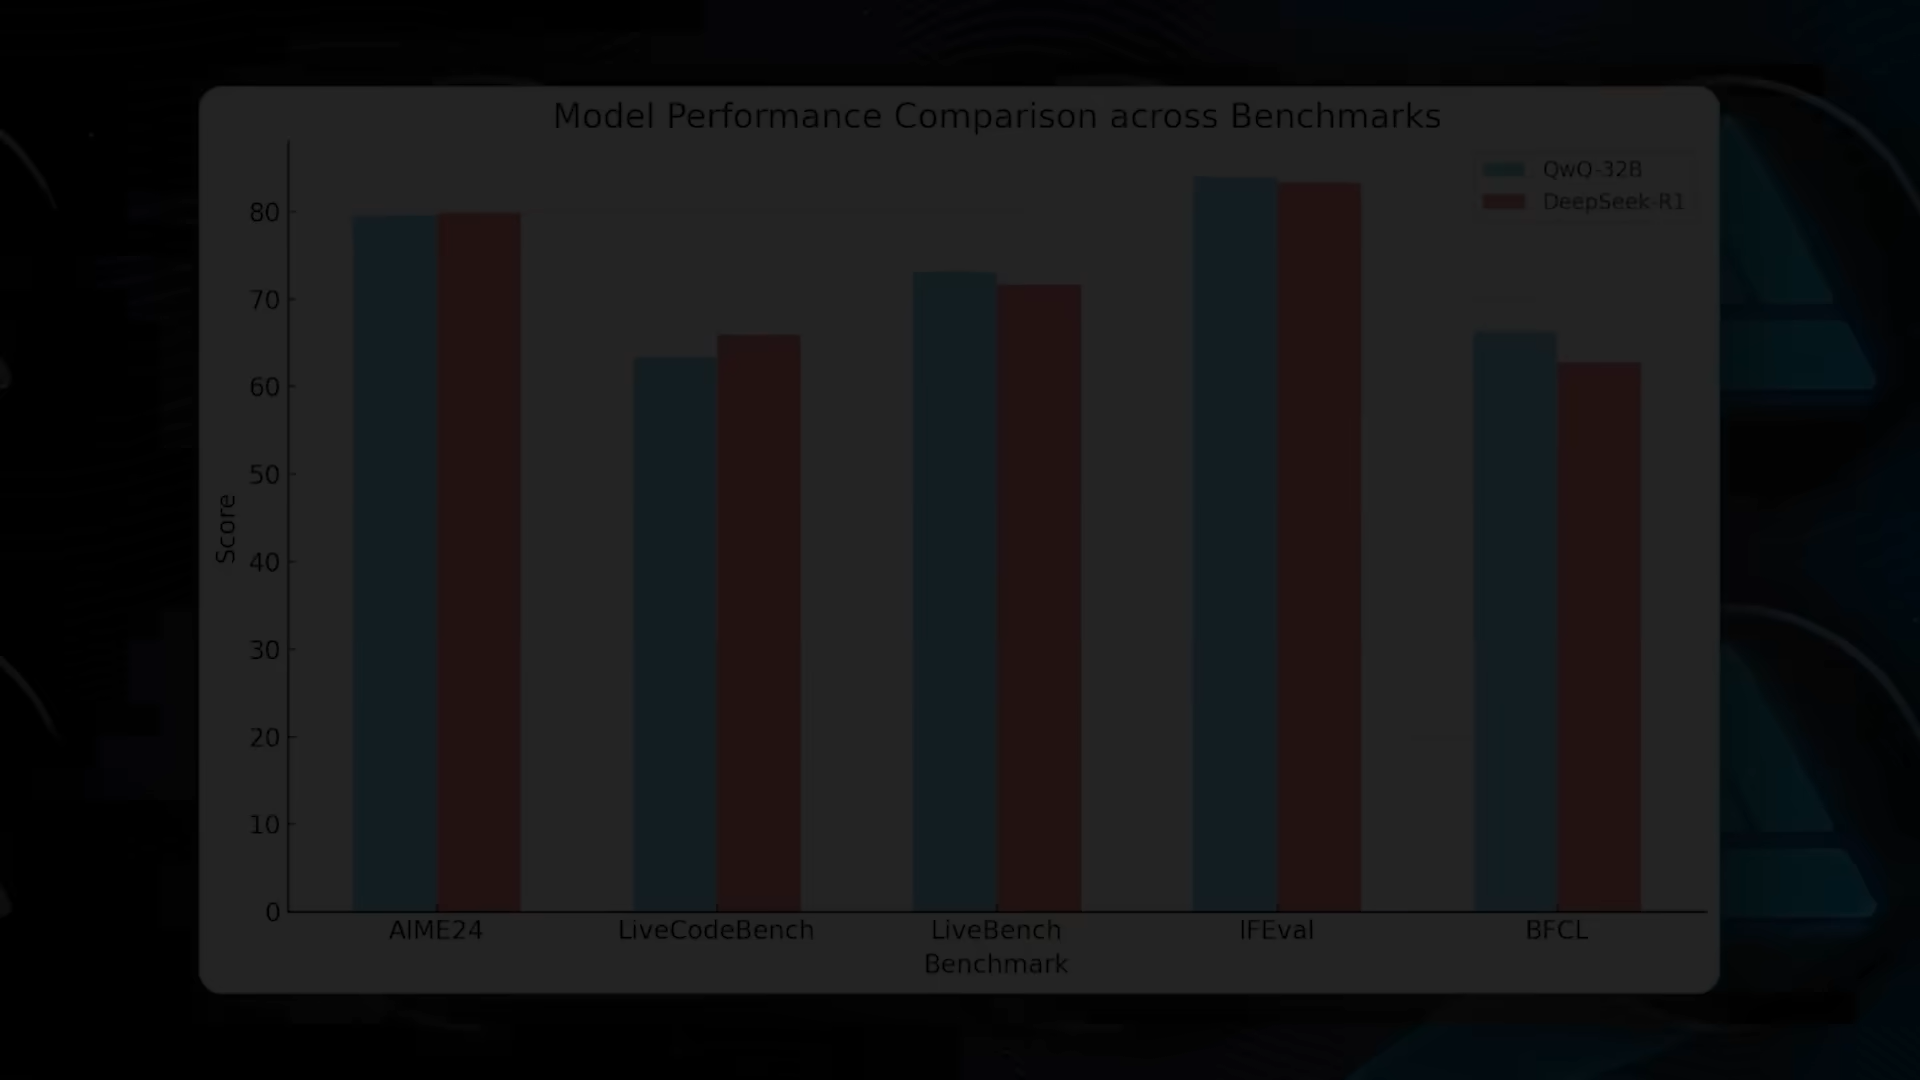 Model Performance Comparison across Benchmarks
QwQ-32B
DeepSeek-R1
80
70
60
50
40
30
20
10
0
Score
AIME24
LiveCodeBench
LiveBench
IFEval
BFCL
Benchmark